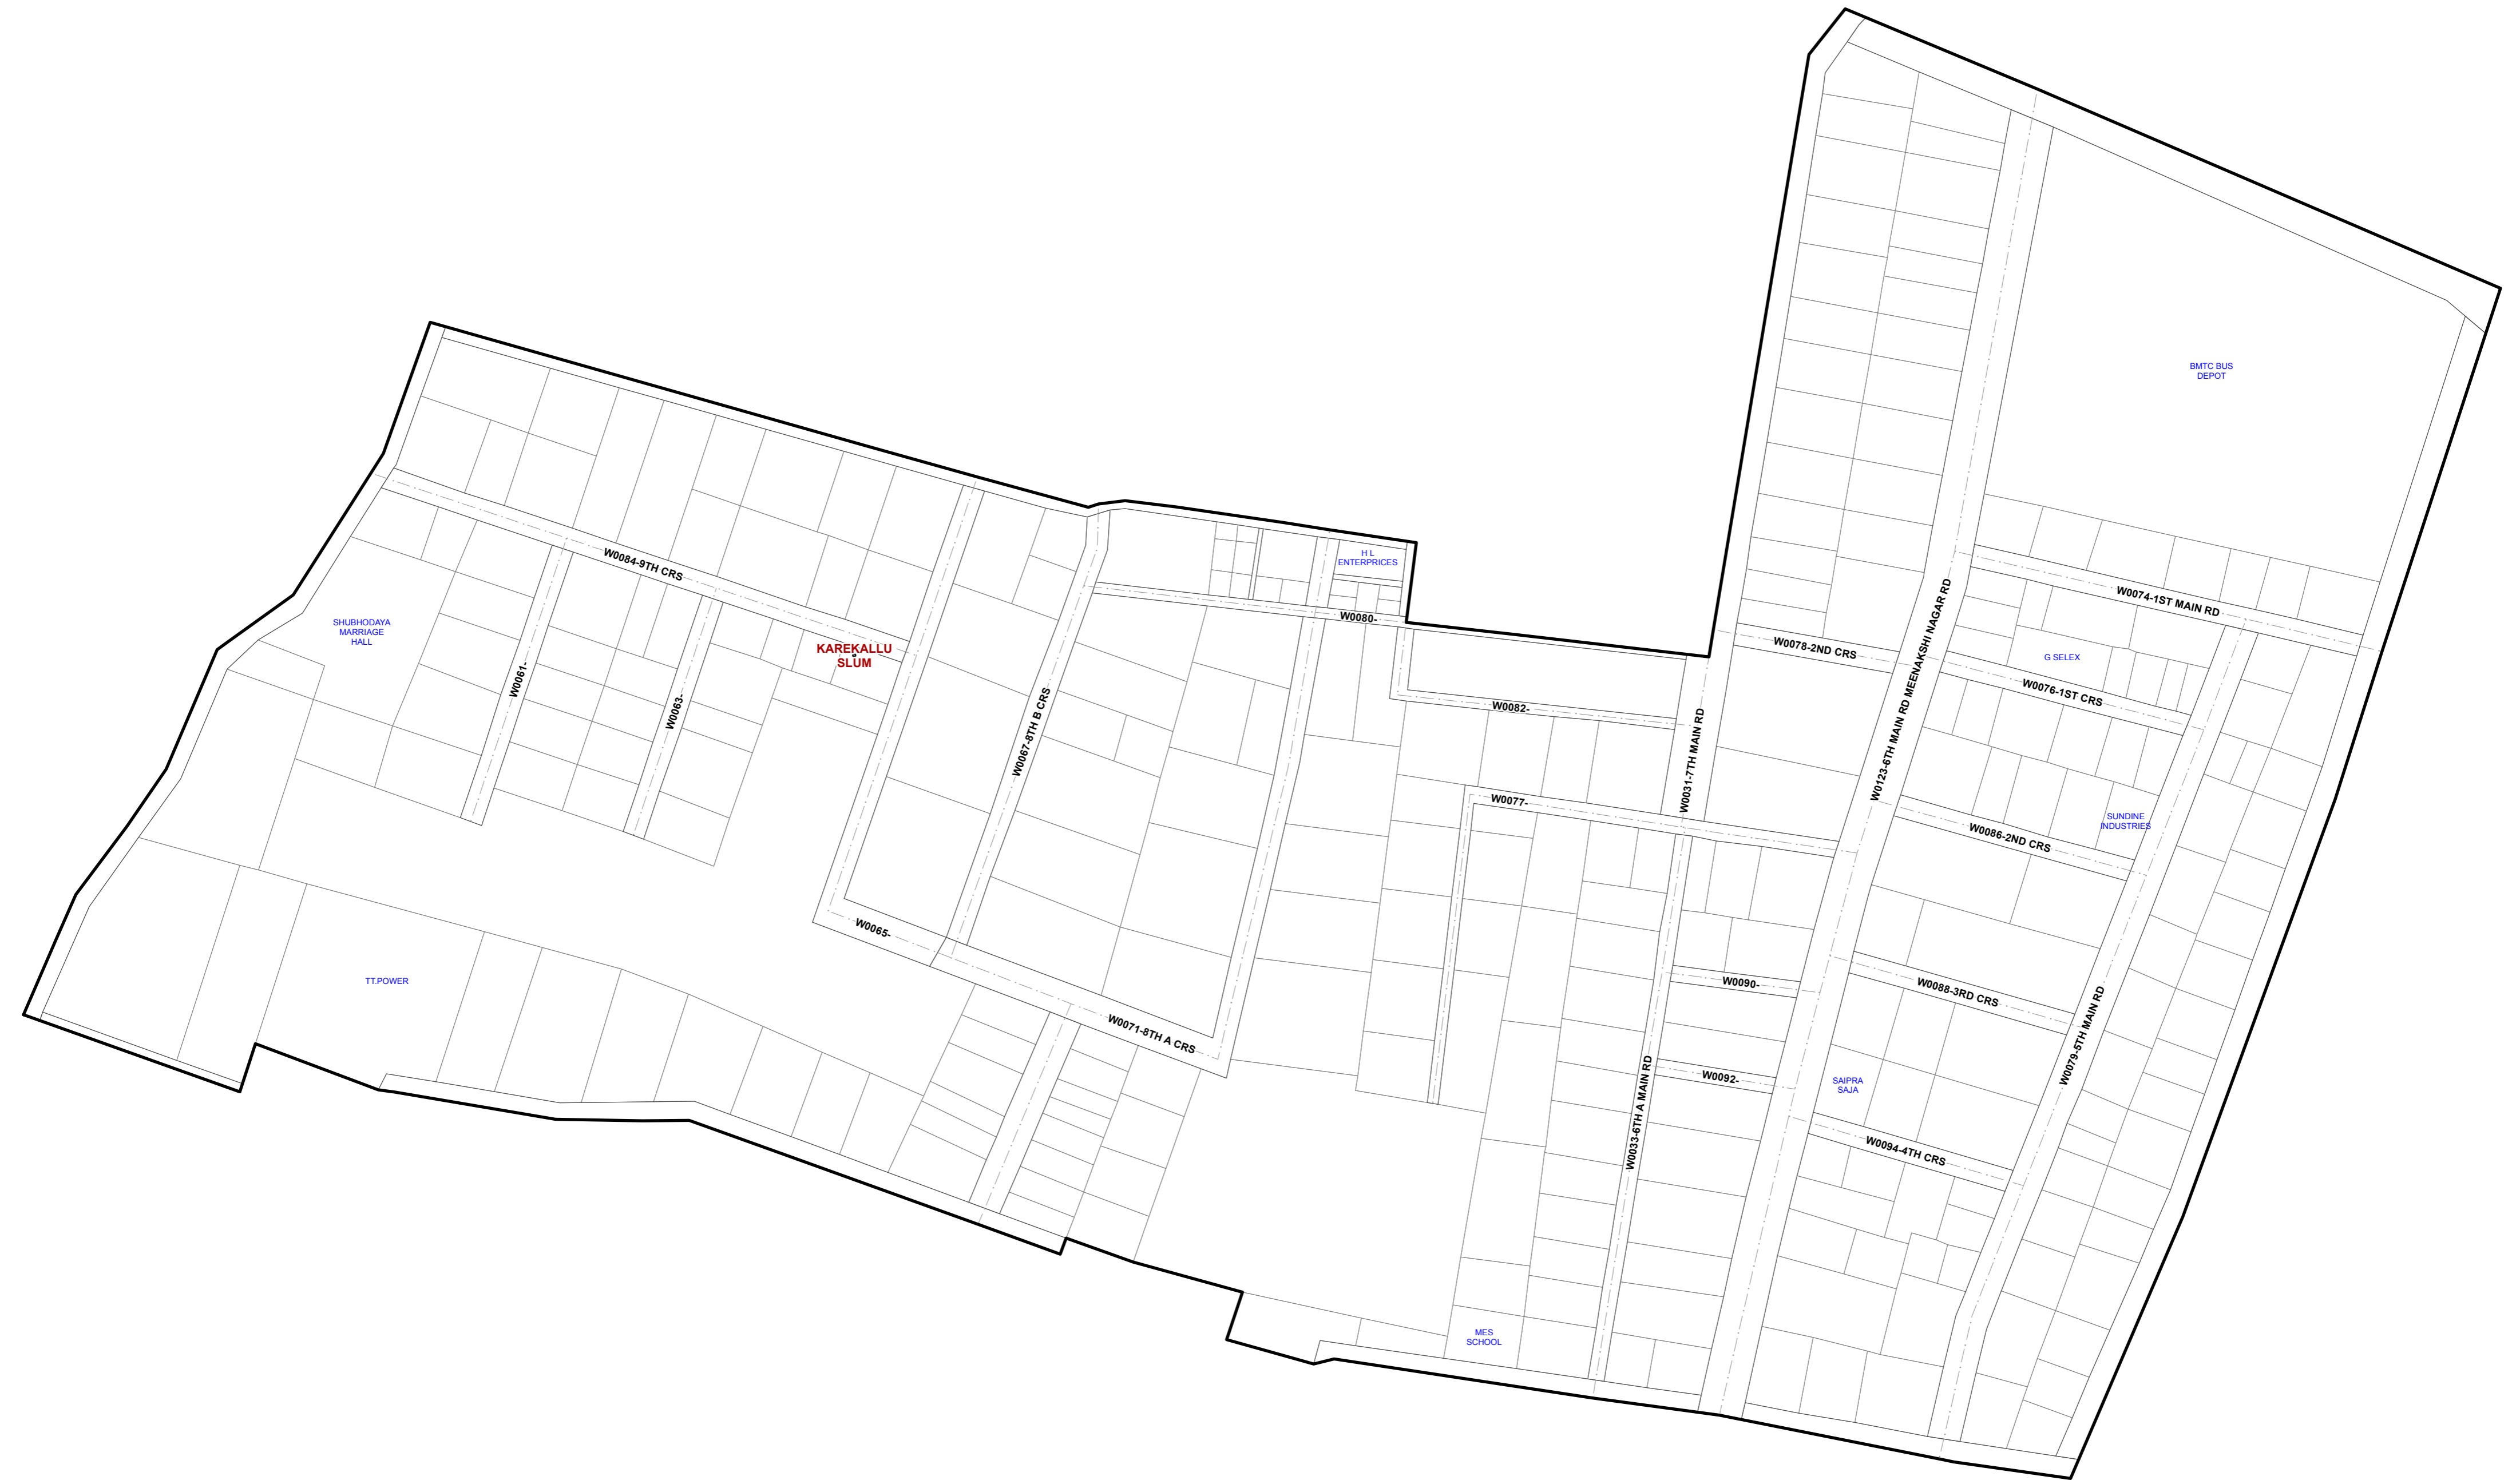 BMTC BUS
DEPOT
H L
ENTERPRICES
W0084-9TH CRS
W0074-1ST MAIN RD
W0080-
SHUBHODAYA
MARRIAGE
HALL
KAREKALLU
SLUM
W0078-2ND CRS
G SELEX
W0123-6TH MAIN RD MEENAKSHI NAGAR RD
W0061-
W0063-
W0067-8TH B CRS
W0076-1ST CRS
W0082-
W0031-7TH MAIN RD
W0077-
SUNDINE
INDUSTRIES
W0086-2ND CRS
W0065-
TT.POWER
W0090-
W0088-3RD CRS
W0071-8TH A CRS
W0079-5TH MAIN RD
W0092-
SAIPRA
SAJA
W0033-6TH A MAIN RD
W0094-4TH CRS
MES
SCHOOL